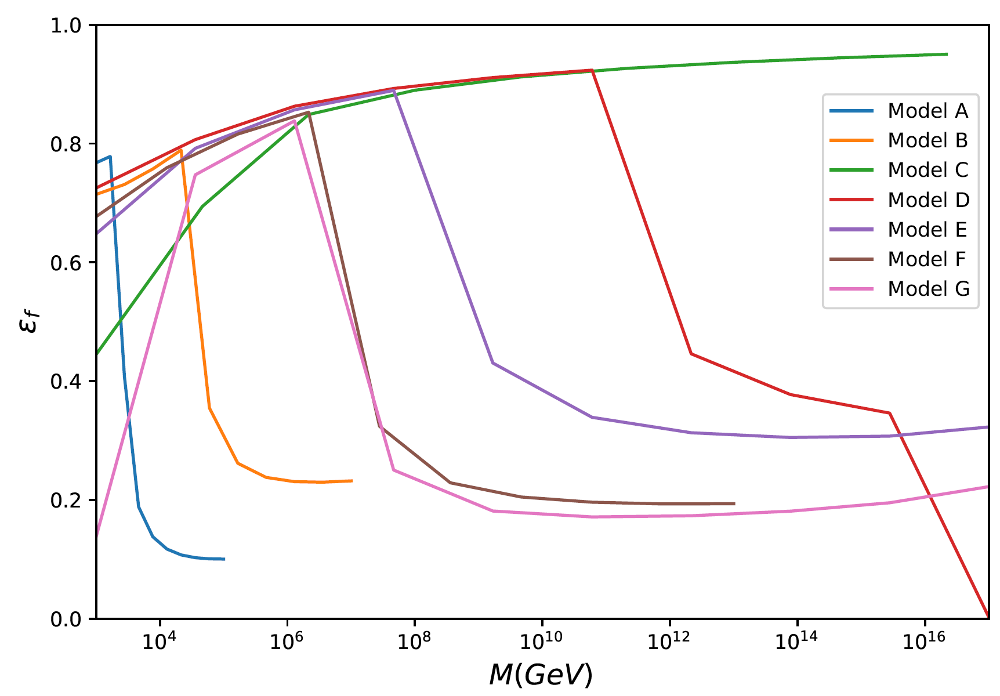 1.0
0.8
0.6
0.4
0.2
0.0
ε_f
10^4 10^6 10^8 10^10 10^12 10^14 10^16
M(GeV)
Model A
Model B
Model C
Model D
Model E
Model F
Model G